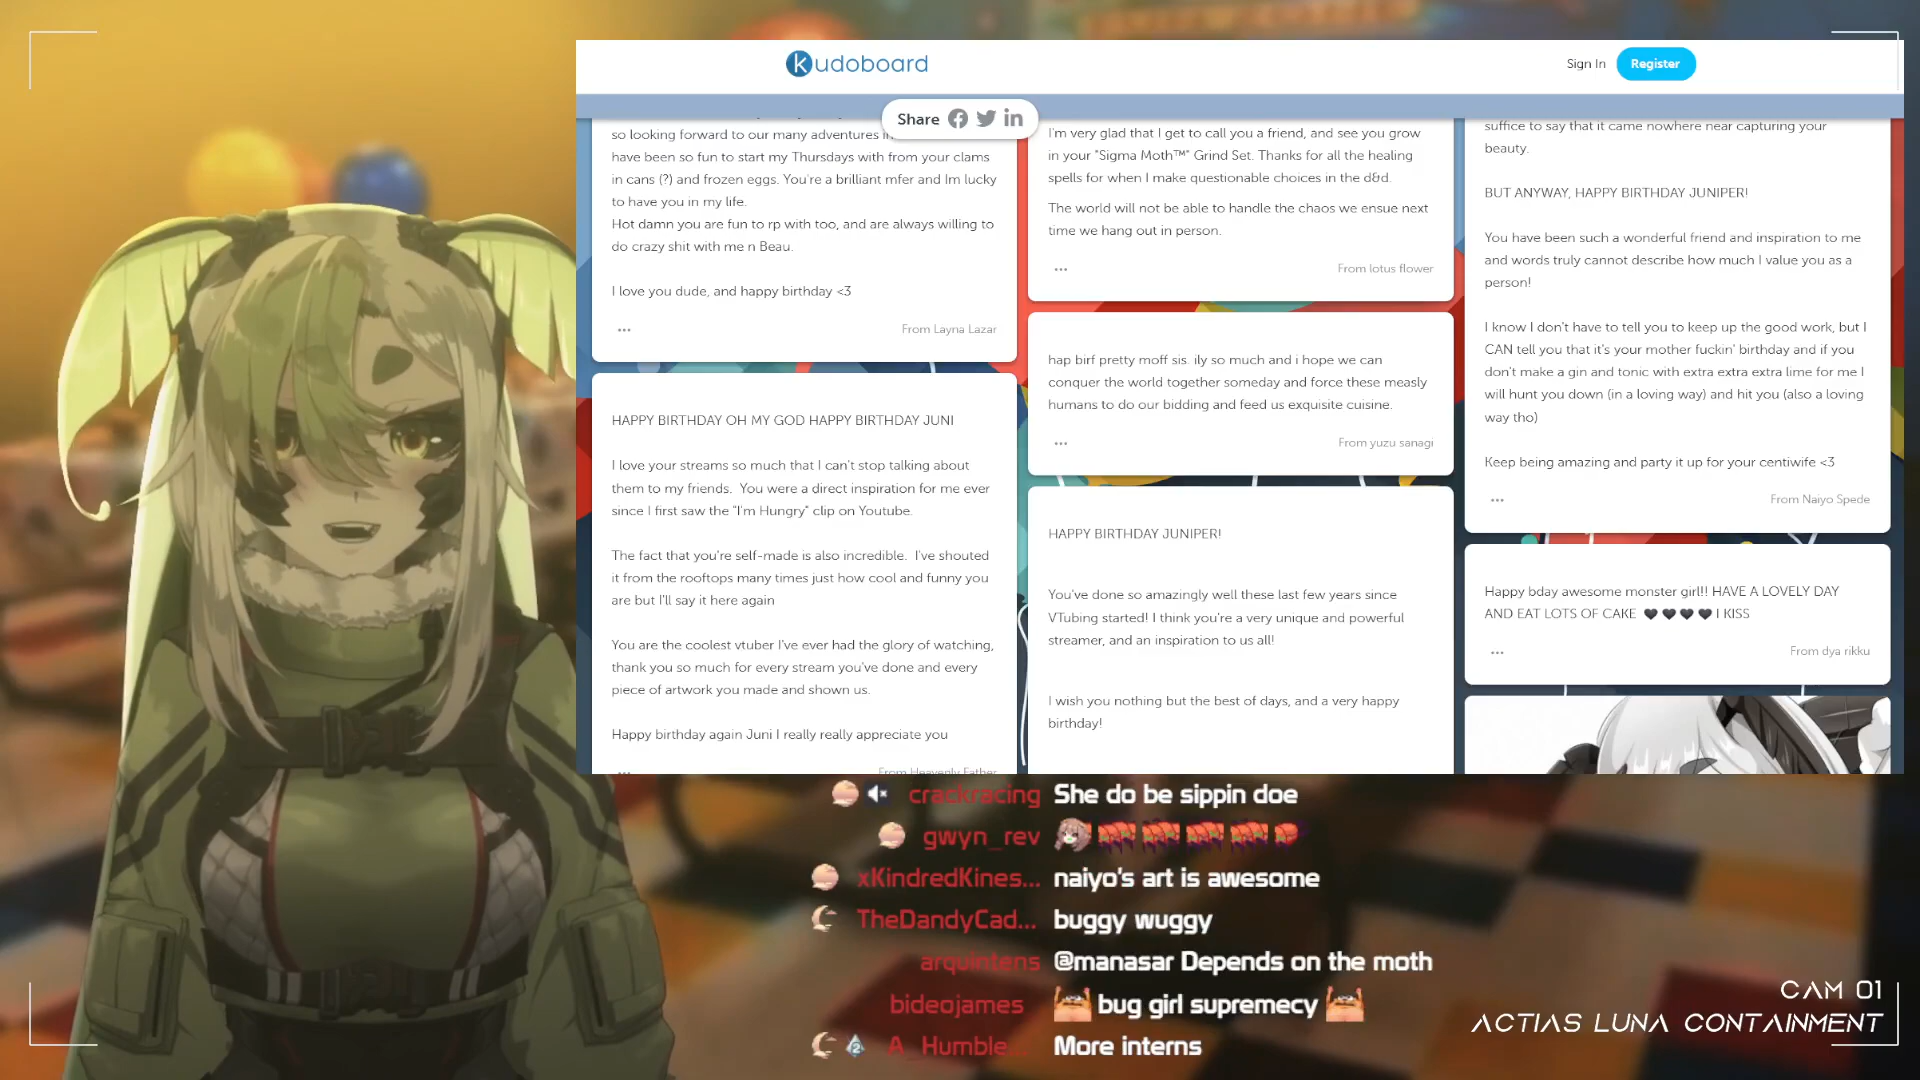 kudoboard
Sign In
Register
Share
so looking forward to our many adventures
have been so fun to start my Thursdays with from your clams
in cans (?) and frozen eggs. You're a brilliant mfer and Im lucky
to have you in my life.
Hot damn you are fun to rp with too, and are always willing to
do crazy shit with me n Beau.
I love you dude, and happy birthday <3
...
From Layna Lazar
HAPPY BIRTHDAY OH MY GOD HAPPY BIRTHDAY JUNI
I love your streams so much that I can't stop talking about
them to my friends. You were a direct inspiration for me ever
since I first saw the "I'm Hungry" clip on Youtube.
The fact that you're self-made is also incredible. I've shouted
it from the rooftops many times just how cool and funny you
are but I'll say it here again
You are the coolest vtuber I've ever had the glory of watching,
thank you so much for every stream you've done and every
piece of artwork you made and shown us.
Happy birthday again Juni I really really appreciate you
From Heavenly Father
I'm very glad that I get to call you a friend, and see you grow
in your "Sigma Moth™" Grind Set. Thanks for all the healing
spells for when I make questionable choices in the d&d.
The world will not be able to handle the chaos we ensue next
time we hang out in person.
...
From lotus flower
hap birf pretty moff sis. ily so much and i hope we can
conquer the world together someday and force these measly
humans to do our bidding and feed us exquisite cuisine.
...
From yuzu sanagi
HAPPY BIRTHDAY JUNIPER!
You've done so amazingly well these last few years since
VTubing started! I think you're a very unique and powerful
streamer, and an inspiration to us all!
I wish you nothing but the best of days, and a very happy
birthday!
suffice to say that it came nowhere near capturing your
beauty.
BUT ANYWAY, HAPPY BIRTHDAY JUNIPER!
You have been such a wonderful friend and inspiration to me
and words truly cannot describe how much I value you as a
person!
I know I don't have to tell you to keep up the good work, but I
CAN tell you that it's your mother fuckin' birthday and if you
don't make a gin and tonic with extra extra extra lime for me I
will hunt you down (in a loving way) and hit you (also a loving
way tho)
Keep being amazing and party it up for your centiwife <3
...
From Naiyo Spede
Happy bday awesome monster girl!! HAVE A LOVELY DAY
AND EAT LOTS OF CAKE 🖤🖤🖤🖤 I KISS
...
From dya rikku
crackracing She do be sippin doe
gwyn_rev
xKindredKines... naiyo's art is awesome
TheDandyCad... buggy wuggy
arquintens @manasar Depends on the moth
bideojames bug girl supremecy
A_Humble... More interns
CAM 01
ACTIAS LUNA CONTAINMENT